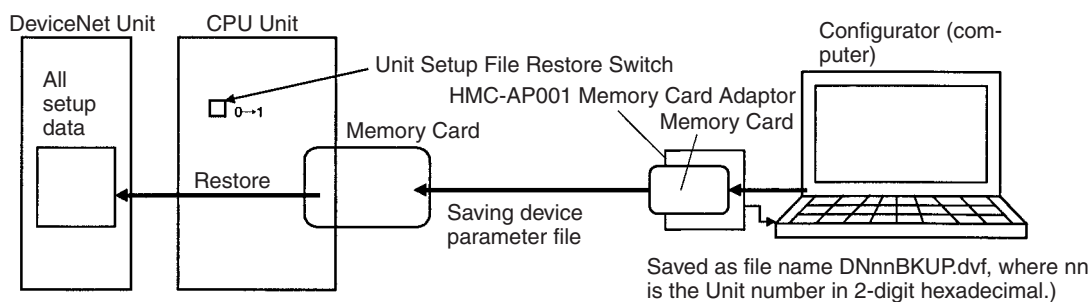 DeviceNet Unit
CPU Unit
Configurator (com-
puter)
All
setup
data
Unit Setup File Restore Switch
0→1
HMC-AP001 Memory Card Adaptor
Memory Card
Memory Card
Restore
Saving device
parameter file
Saved as file name DNnnBKUP.dvf, where nn
is the Unit number in 2-digit hexadecimal.)